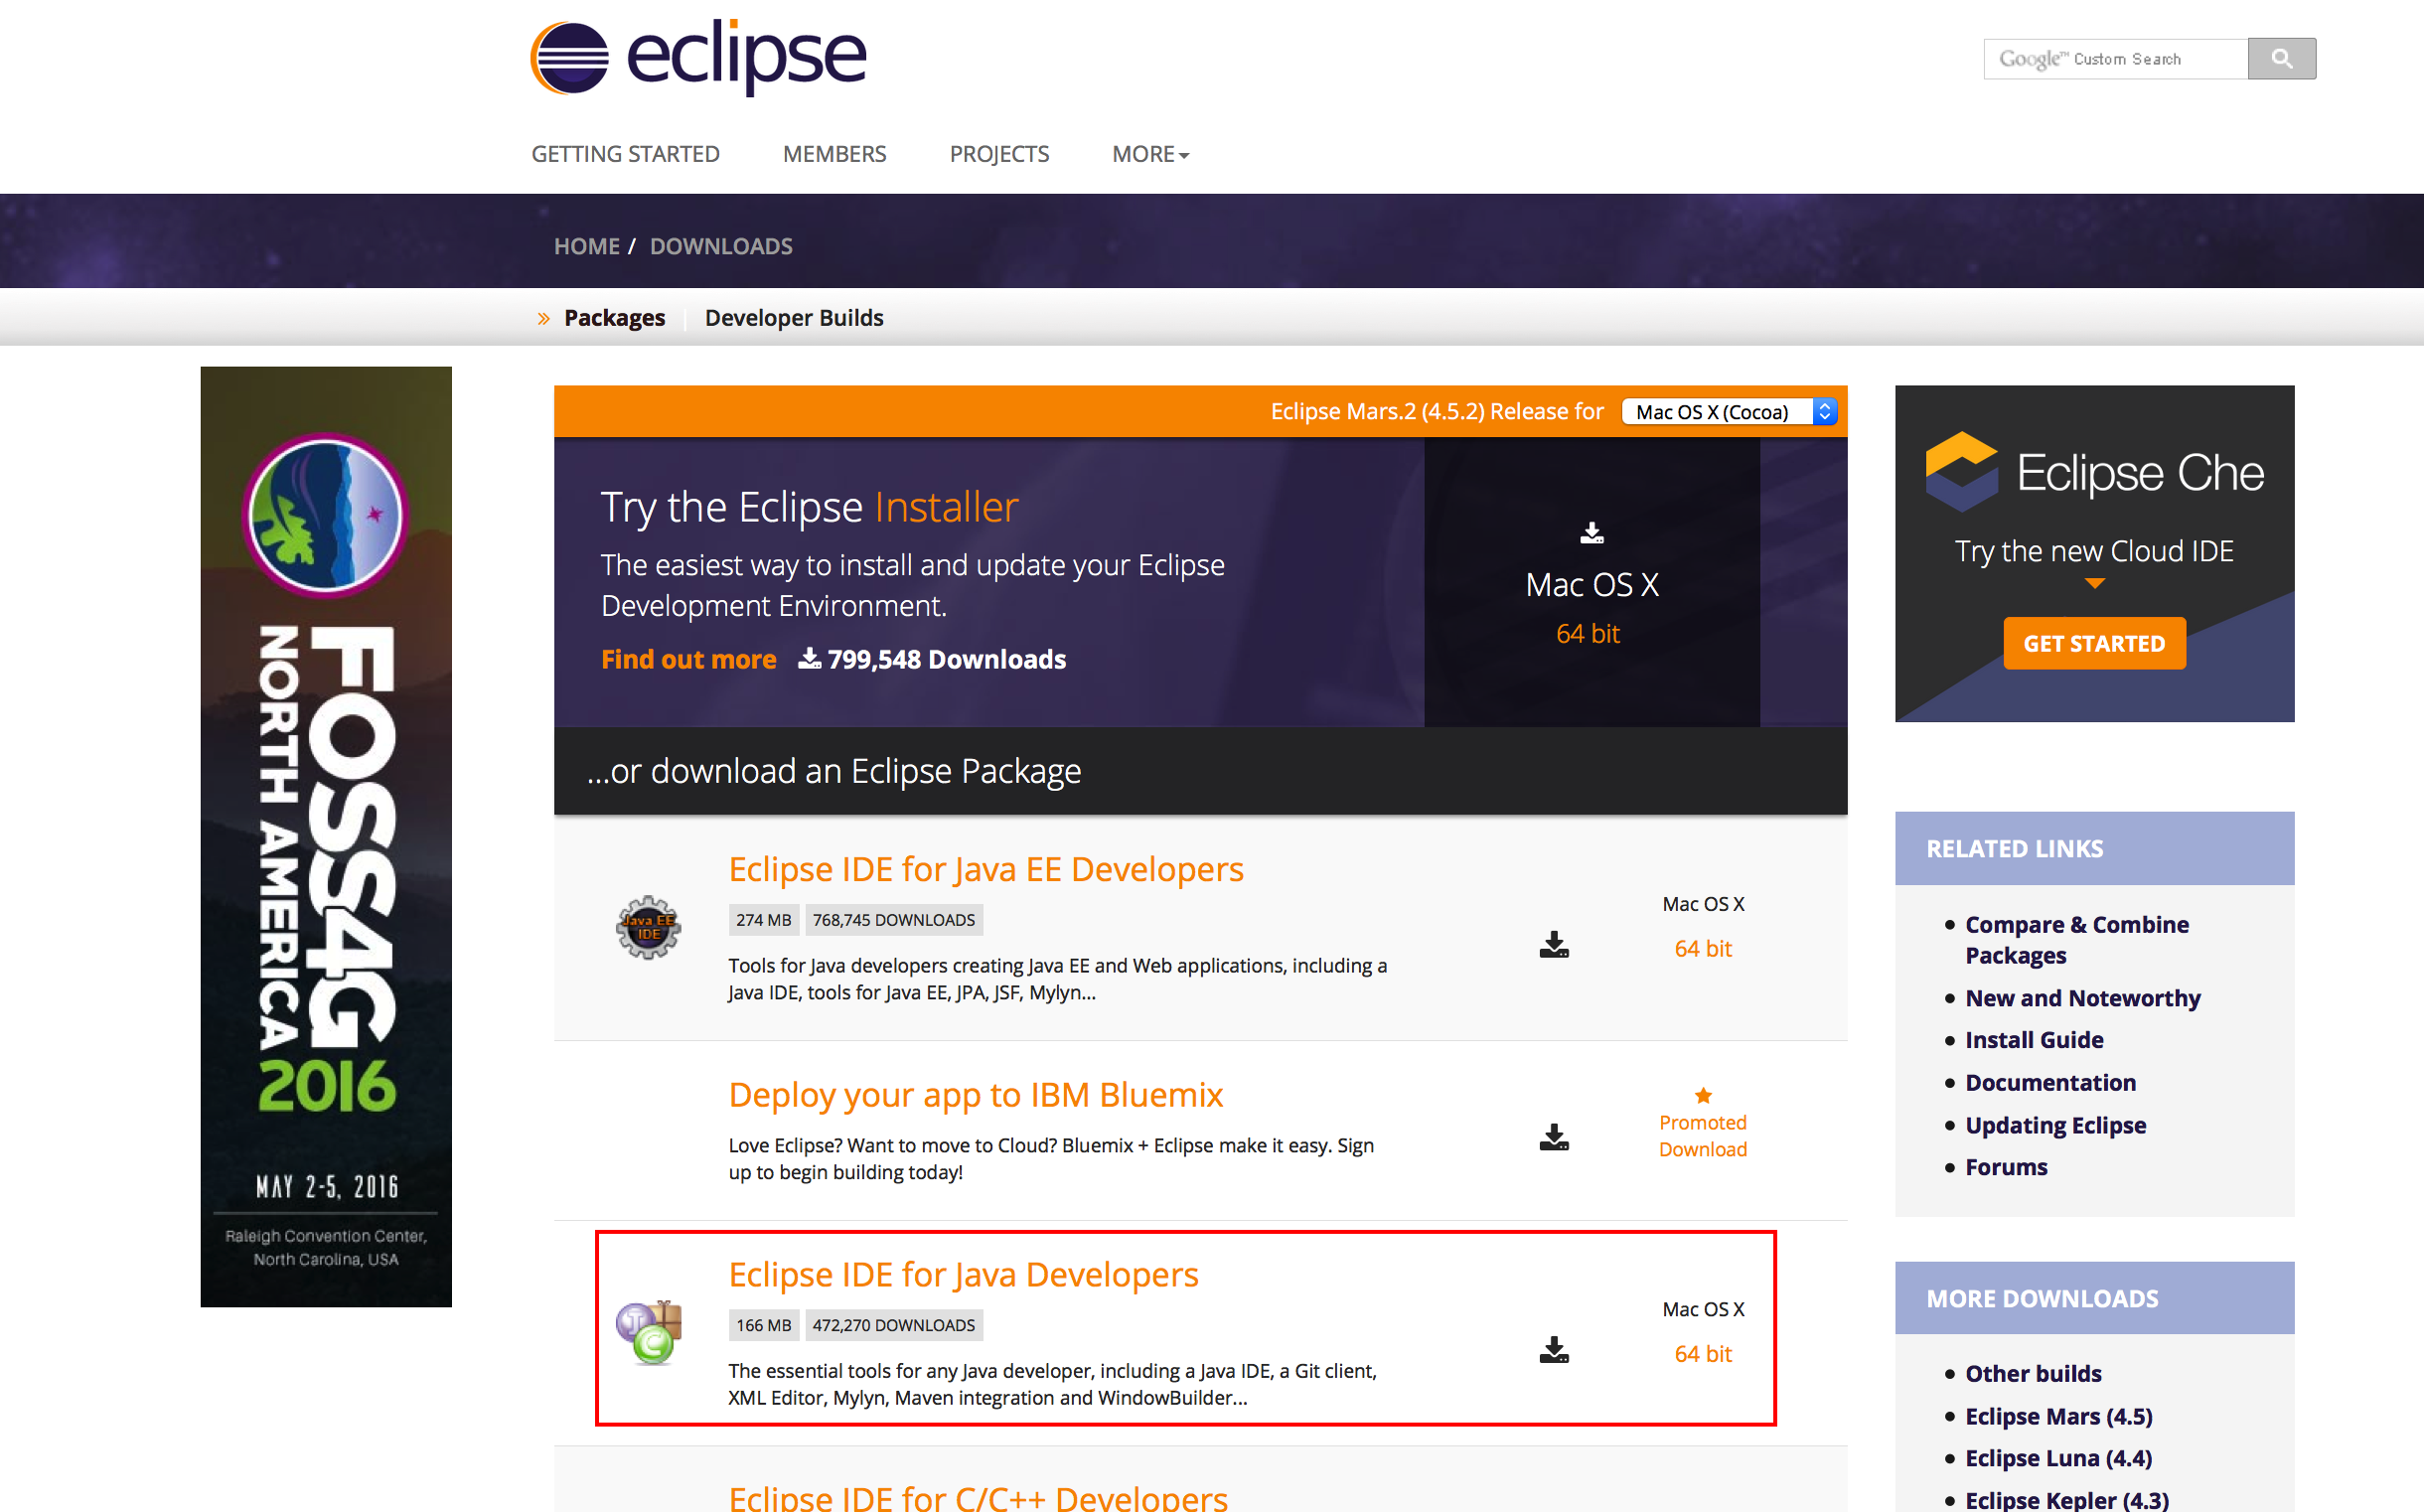 eclipse
Google™ Custom Search
GETTING STARTED MEMBERS PROJECTS MORE
HOME / DOWNLOADS
Packages Developer Builds
FOSS4G
NORTH AMERICA
2016
MAY 2-5, 2016
Raleigh Convention Center,
North Carolina, USA
Eclipse Mars.2 (4.5.2) Release for Mac OS X (Cocoa)
Try the Eclipse Installer
The easiest way to install and update your Eclipse
Development Environment.
Find out more 799,548 Downloads
Mac OS X
64 bit
...or download an Eclipse Package
Eclipse IDE for Java EE Developers
Java EE
IDE
274 MB 768,745 DOWNLOADS
Tools for Java developers creating Java EE and Web applications, including a
Java IDE, tools for Java EE, JPA, JSF, Mylyn...
Mac OS X
64 bit
Deploy your app to IBM Bluemix
Love Eclipse? Want to move to Cloud? Bluemix + Eclipse make it easy. Sign
up to begin building today!
Promoted
Download
Eclipse IDE for Java Developers
J
C
166 MB 472,270 DOWNLOADS
The essential tools for any Java developer, including a Java IDE, a Git client,
XML Editor, Mylyn, Maven integration and WindowBuilder...
Mac OS X
64 bit
Eclipse IDE for C/C++ Developers
Eclipse Che
Try the new Cloud IDE
GET STARTED
RELATED LINKS
Compare & Combine
Packages
New and Noteworthy
Install Guide
Documentation
Updating Eclipse
Forums
MORE DOWNLOADS
Other builds
Eclipse Mars (4.5)
Eclipse Luna (4.4)
Eclipse Kepler (4.3)